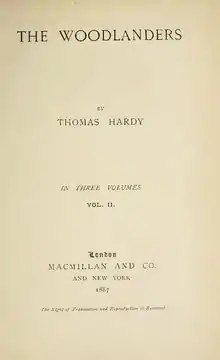 THE WOODLANDERS
BY
THOMAS HARDY
IN THREE VOLUMES
VOL. II.
London
MACMILLAN AND CO.
AND NEW YORK
1887
The Right of Translation and Reproduction is Reserved